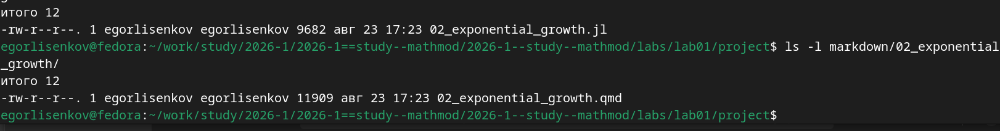 итого 12
-rw-r--r--. 1 egorlisenkov egorlisenkov 9682 авг 23 17:23 02_exponential_growth.jl
egorlisenkov@fedora:~/work/study/2026-1/2026-1==study--mathmod/2026-1--study--mathmod/labs/lab01/project$ ls -l markdown/02_exponential
_growth/
итого 12
-rw-r--r--. 1 egorlisenkov egorlisenkov 11909 авг 23 17:23 02_exponential_growth.qmd
egorlisenkov@fedora:~/work/study/2026-1/2026-1==study--mathmod/2026-1--study--mathmod/labs/lab01/project$